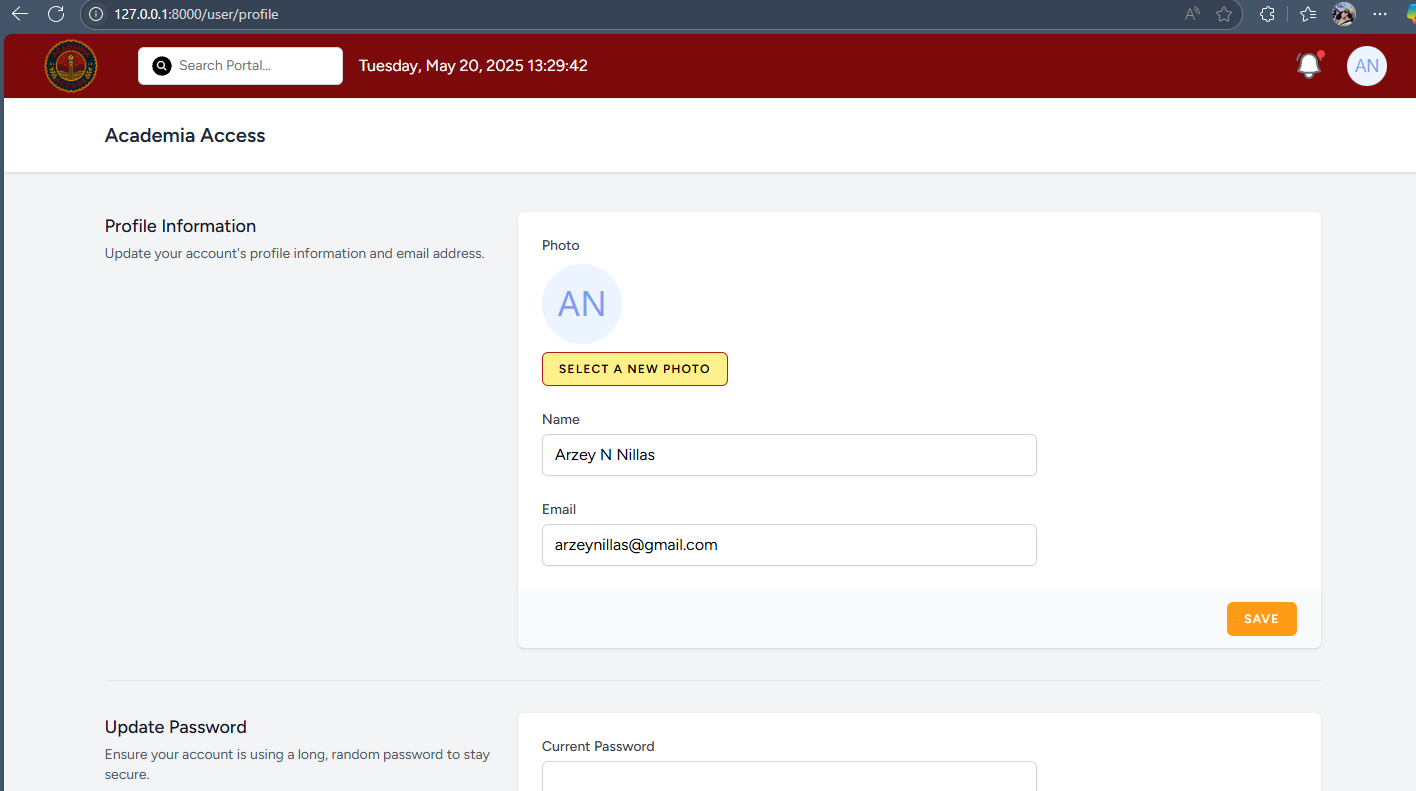 127.0.0.1:8000/user/profile
Search Portal...
Tuesday, May 20, 2025 13:29:42
AN
Academia Access
Profile Information
Update your account's profile information and email address.
Photo
AN
SELECT A NEW PHOTO
Name
Arzey N Nillas
Email
arzeynillas@gmail.com
SAVE
Update Password
Ensure your account is using a long, random password to stay
secure.
Current Password